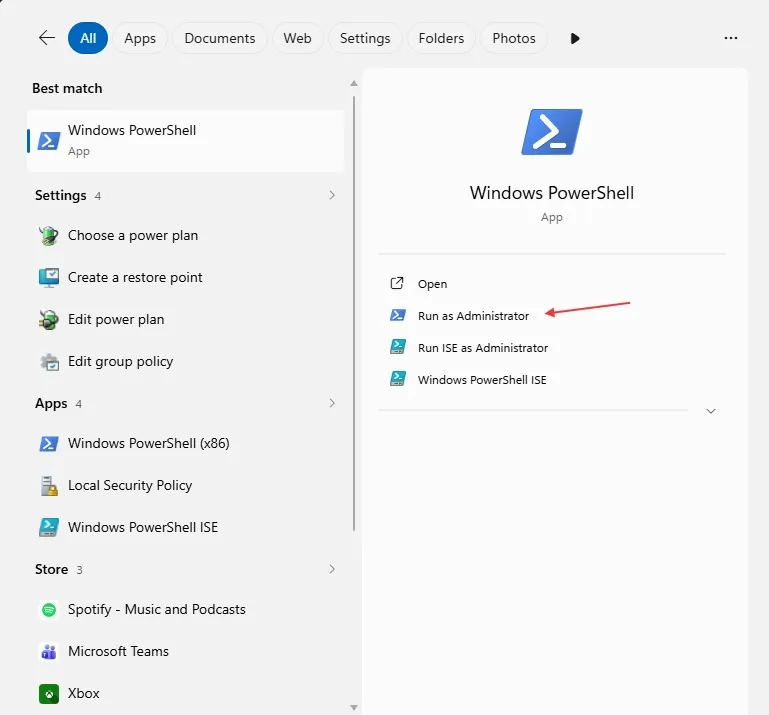 All
Apps
Documents
Web
Settings
Folders
Photos
Best match
Windows PowerShell
App
Settings 4
Choose a power plan
Create a restore point
Edit power plan
Edit group policy
Apps 4
Windows PowerShell (x86)
Local Security Policy
Windows PowerShell ISE
Store 3
Spotify - Music and Podcasts
Microsoft Teams
Xbox
Windows PowerShell
App
Open
Run as Administrator
Run ISE as Administrator
Windows PowerShell ISE